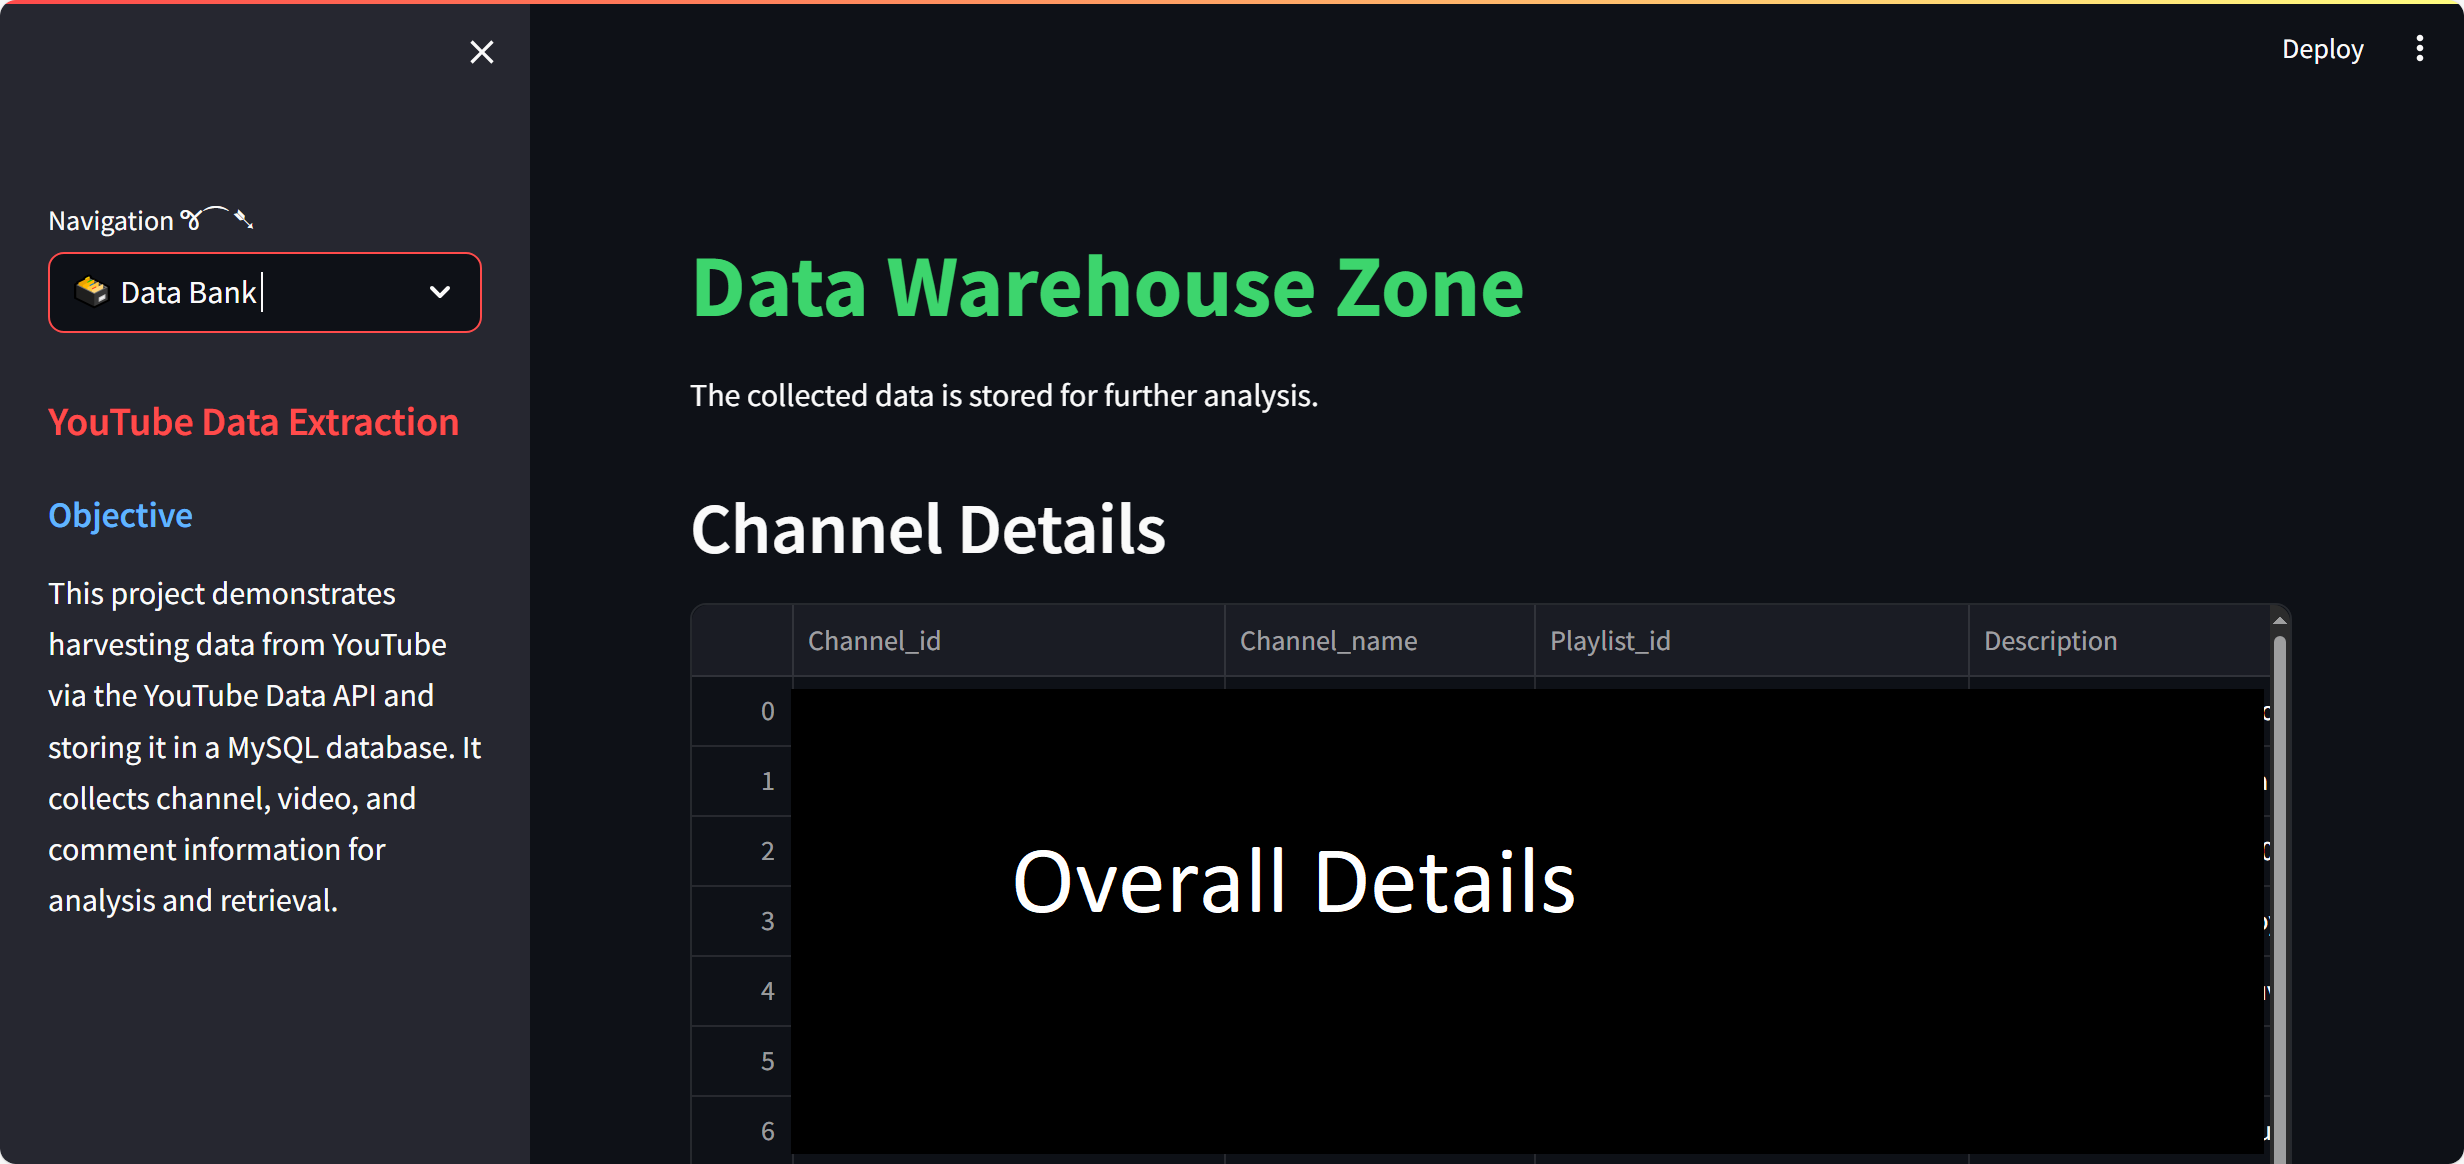 Deploy
Navigation
Data Bank
YouTube Data Extraction
Objective
This project demonstrates
harvesting data from YouTube
via the YouTube Data API and
storing it in a MySQL database. It
collects channel, video, and
comment information for
analysis and retrieval.
Data Warehouse Zone
The collected data is stored for further analysis.
Channel Details
Channel_id Channel_name Playlist_id Description
0
1
2
3
4
5
6
Overall Details